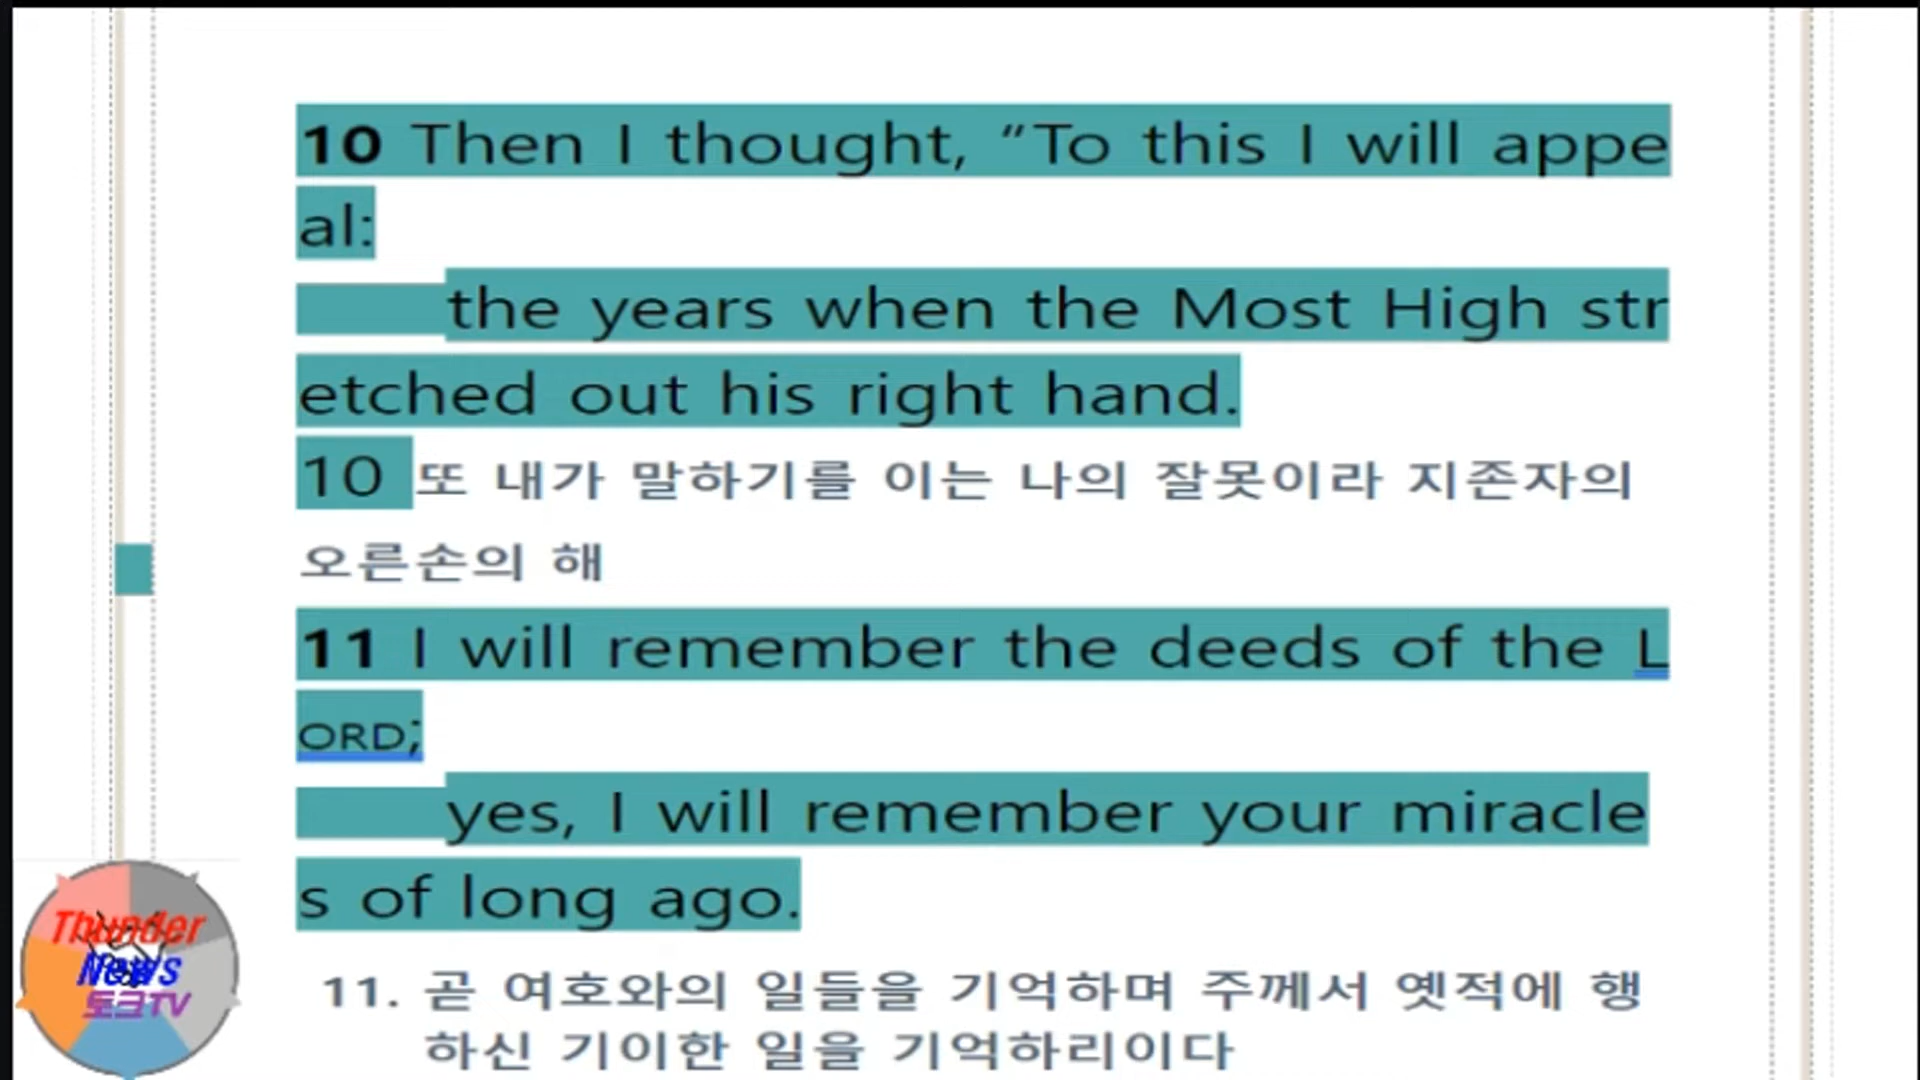 10 Then I thought, "To this I will appe
al:
the years when the Most High str
etched out his right hand.
10 또 내가 말하기를 이는 나의 잘못이라 지존자의
오른손의 해
11 I will remember the deeds of the L
ORD;
yes, I will remember your miracle
s of long ago.
11. 곧 여호와의 일들을 기억하며 주께서 옛적에 행
하신 기이한 일을 기억하리이다
Thunder
News
토크TV